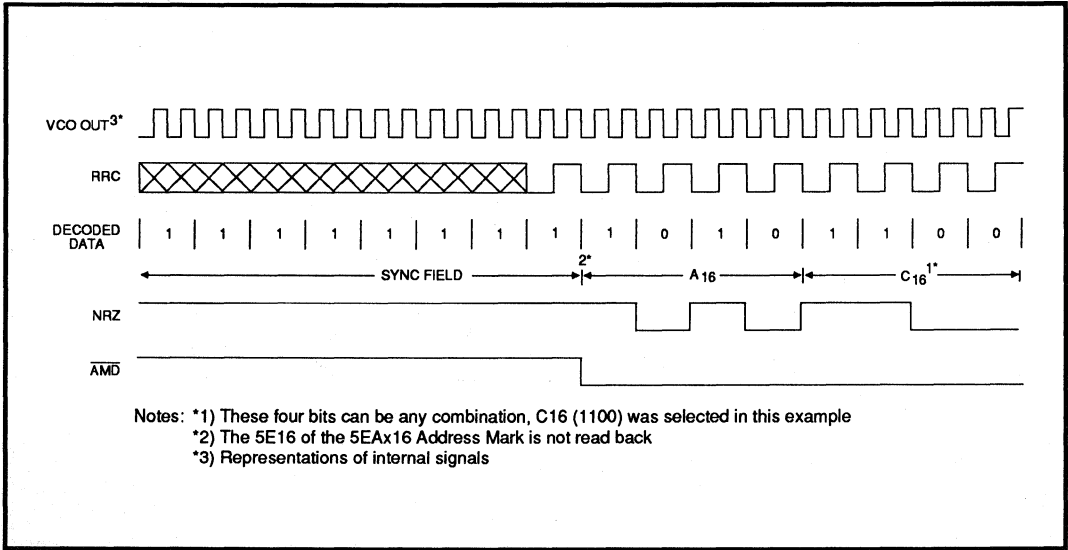 VCO OUT3*
RRC
DECODED
DATA
1 1 1 1 1 1 1 1 1 0 1 0 1 1 0 0
2*
SYNC FIELD
A16
C16 1*
NRZ
AMD
Notes: *1) These four bits can be any combination, C16 (1100) was selected in this example
*2) The 5E16 of the 5EAx16 Address Mark is not read back
*3) Representations of internal signals